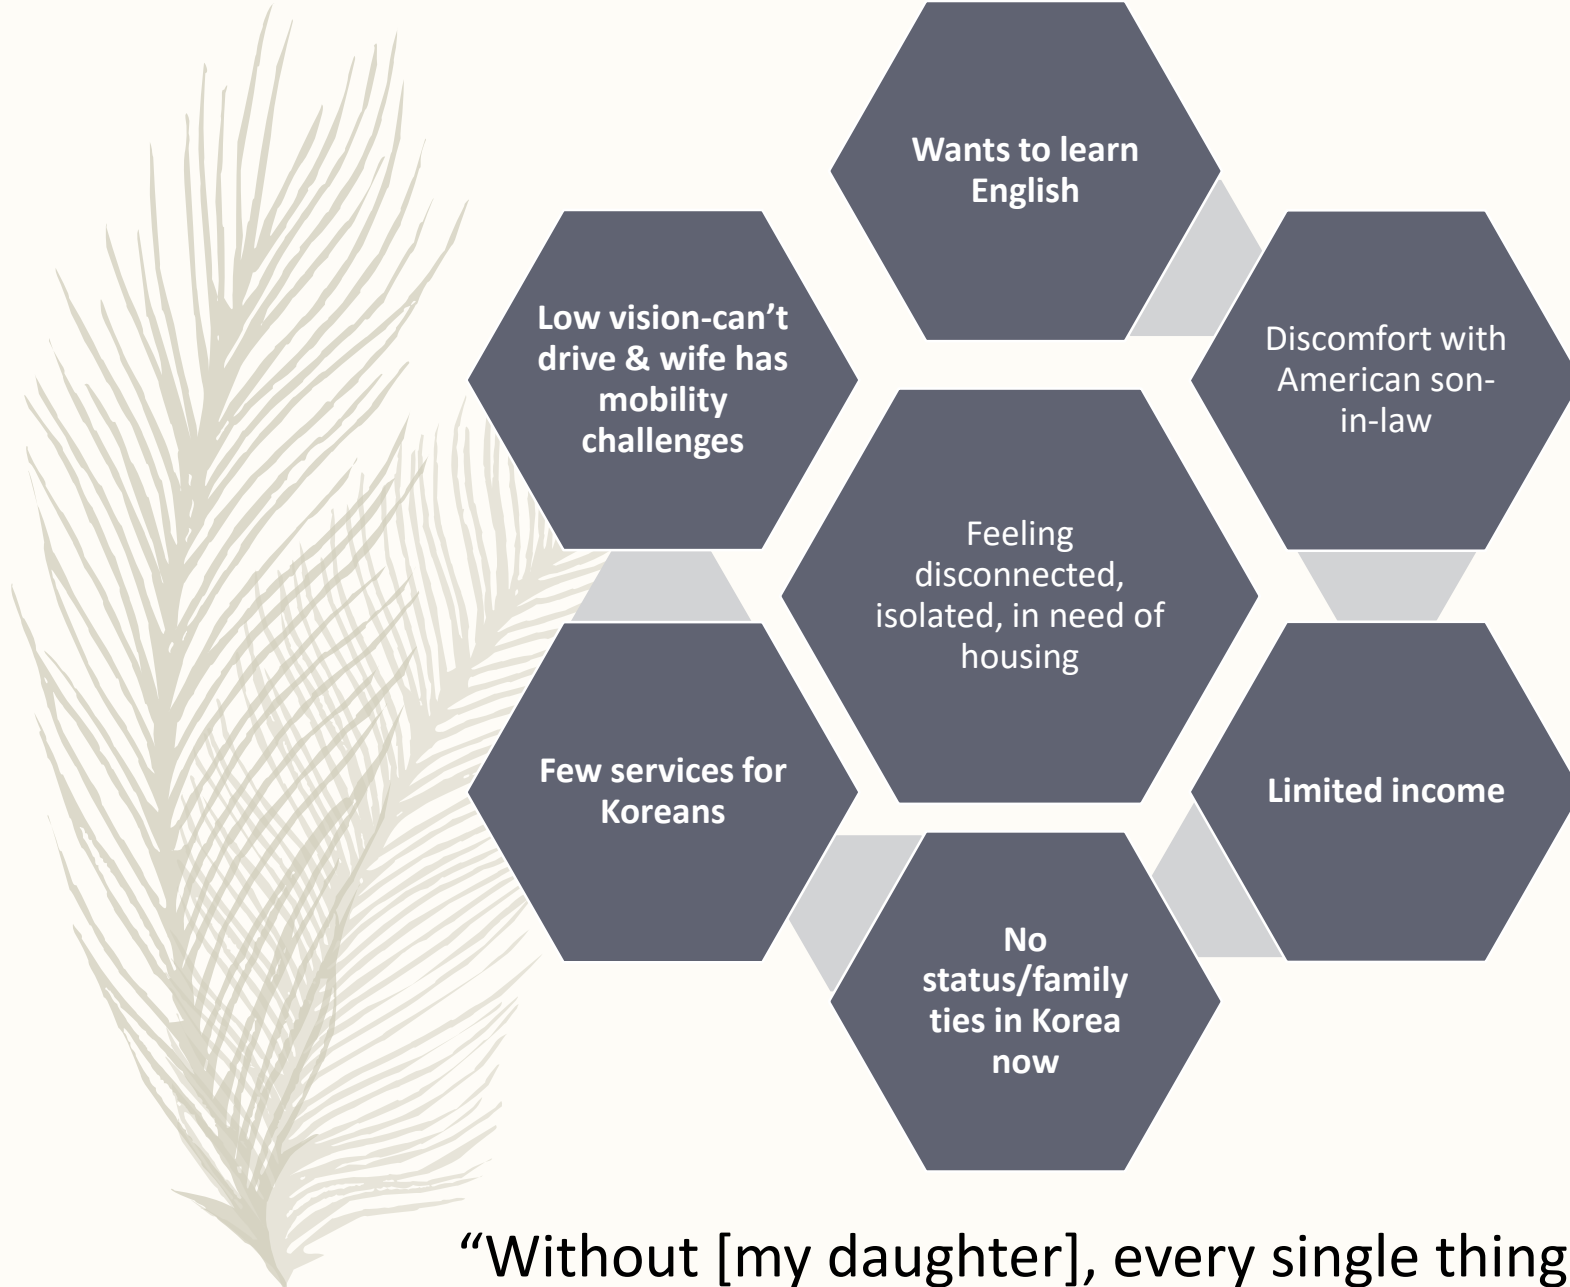 Wants to learn
English
Discomfort with
American son-
in-law
Limited income
No
status/family
ties in Korea
now
Few services for
Koreans
Low vision-can’t
drive & wife has
mobility
challenges
Feeling
disconnected,
isolated, in need of
housing
“Without [my daughter], every single thing